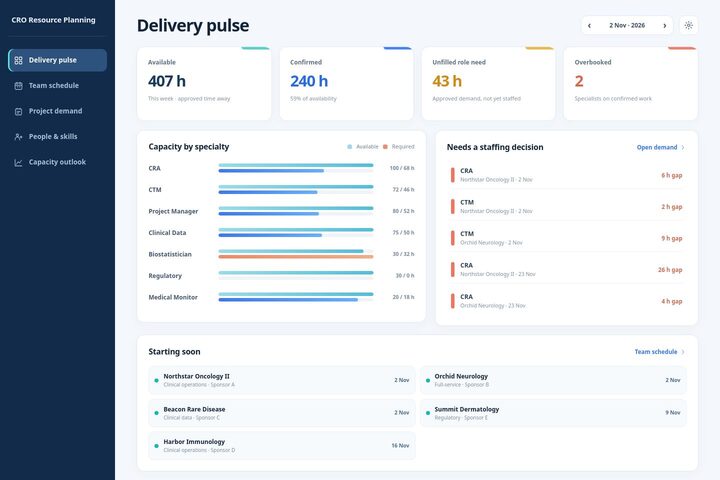 CRO Resource Planning
Delivery pulse
Team schedule
Project demand
People & skills
Capacity outlook
Delivery pulse
2 Nov · 2026
Available
407 h
This week · approved time away
Confirmed
240 h
59% of availability
Unfilled role need
43 h
Approved demand, not yet staffed
Overbooked
2
Specialists on confirmed work
Capacity by specialty
Available
Required
CRA
100 / 68 h
CTM
72 / 46 h
Project Manager
80 / 52 h
Clinical Data
75 / 50 h
Biostatistician
30 / 32 h
Regulatory
30 / 0 h
Medical Monitor
20 / 18 h
Needs a staffing decision
Open demand
CRA
Northstar Oncology II · 2 Nov
6 h gap
CTM
Northstar Oncology II · 2 Nov
2 h gap
CTM
Orchid Neurology · 2 Nov
9 h gap
CRA
Northstar Oncology II · 23 Nov
26 h gap
CRA
Orchid Neurology · 23 Nov
4 h gap
Starting soon
Team schedule
Northstar Oncology II
Clinical operations · Sponsor A
2 Nov
Orchid Neurology
Full-service · Sponsor B
2 Nov
Beacon Rare Disease
Clinical data · Sponsor C
2 Nov
Summit Dermatology
Regulatory · Sponsor E
9 Nov
Harbor Immunology
Clinical operations · Sponsor D
16 Nov